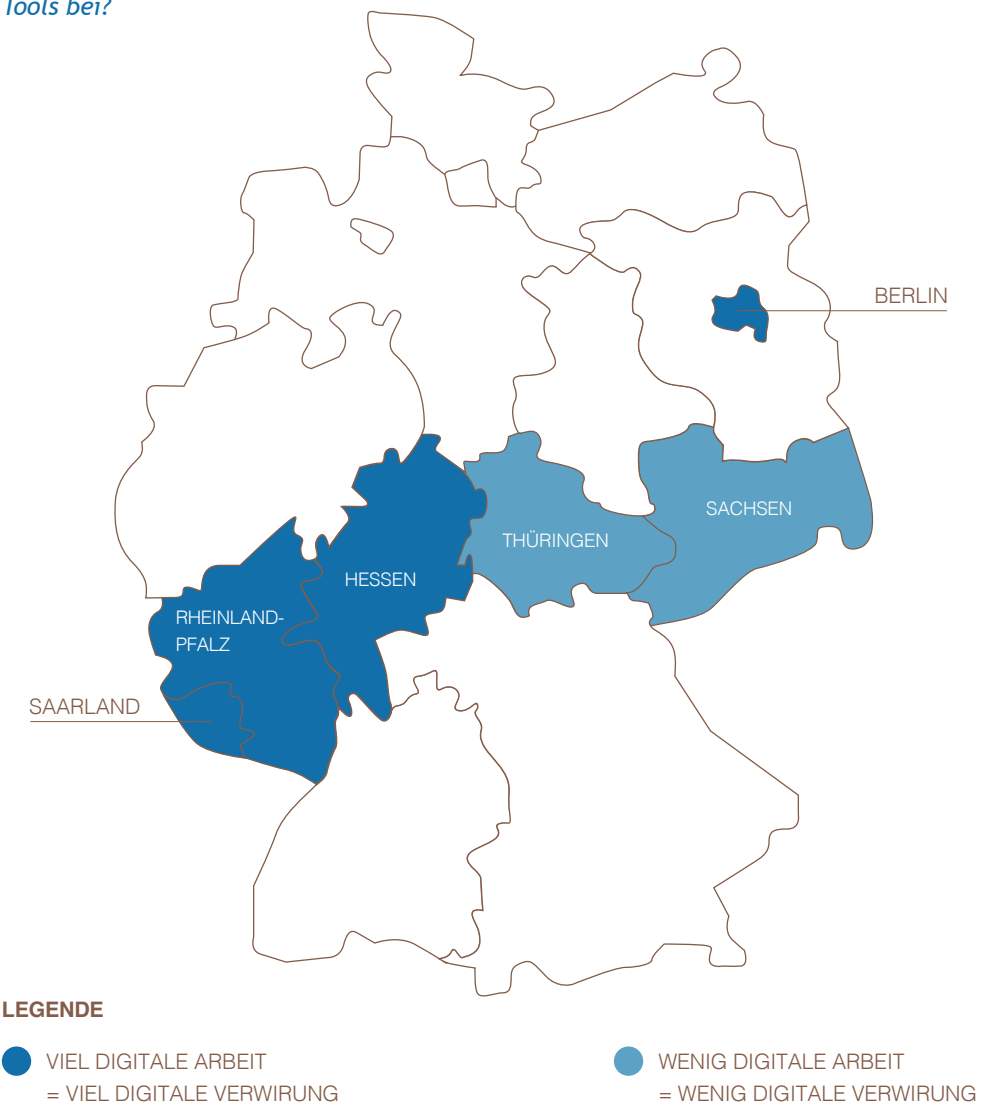 Tools bei?
BERLIN
SACHSEN
THÜRINGEN
HESSEN
RHEINLAND-
PFALZ
SAARLAND
LEGENDE
VIEL DIGITALE ARBEIT
= VIEL DIGITALE VERWIRUNG
WENIG DIGITALE ARBEIT
= WENIG DIGITALE VERWIRUNG